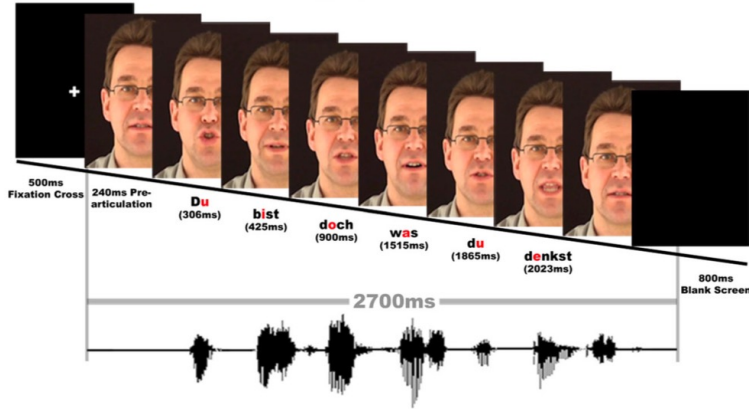 500ms
Fixation Cross
240ms Pre-
articulation
Du
(306ms)
bist
(425ms)
doch
(900ms)
was
(1515ms)
du
(1865ms)
denkst
(2023ms)
800ms
Blank Screen
2700ms